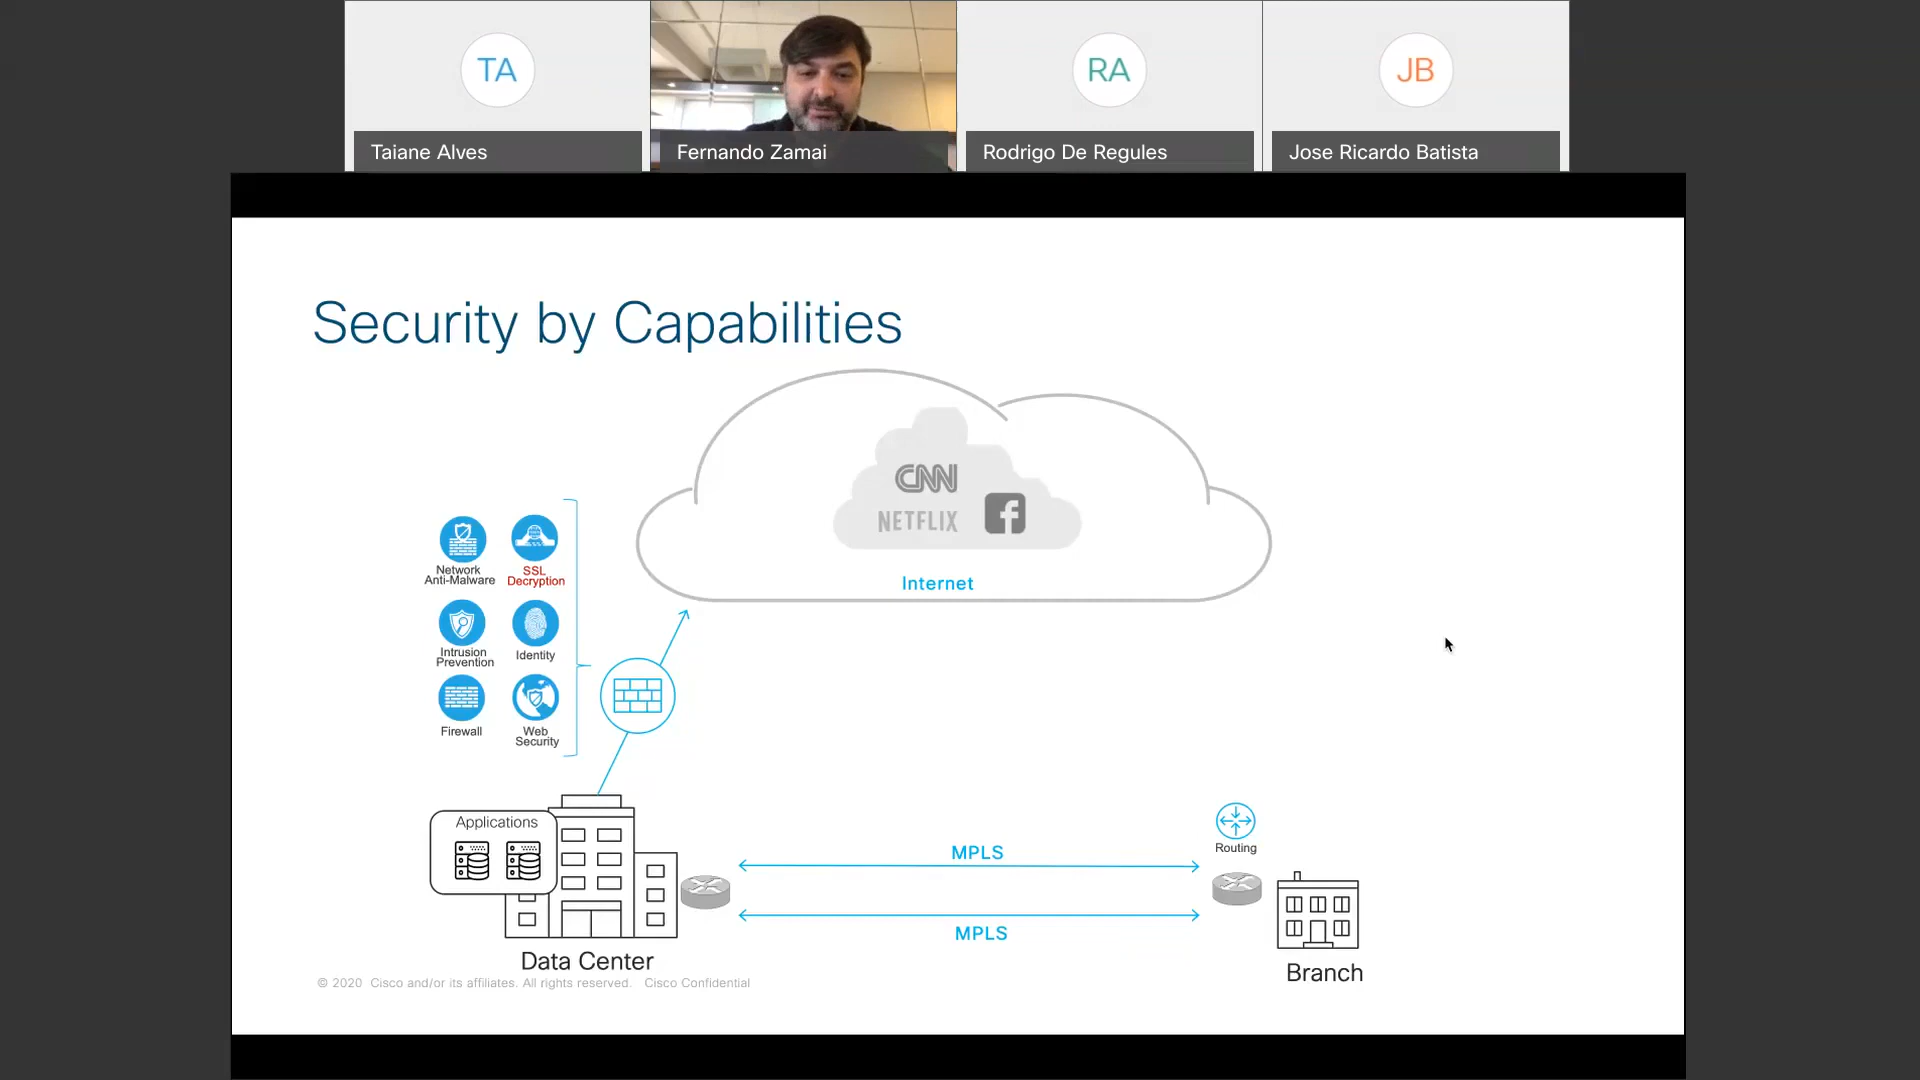 TA
RA
JB
Taiane Alves
Fernando Zamai
Rodrigo De Regules
Jose Ricardo Batista
Security by Capabilities
CNN
NETFLIX
f
Internet
Network
Anti-Malware
SSL
Decryption
Intrusion
Prevention
Identity
Firewall
Web
Security
Applications
MPLS
MPLS
Routing
Data Center
Branch
© 2020 Cisco and/or its affiliates. All rights reserved. Cisco Confidential